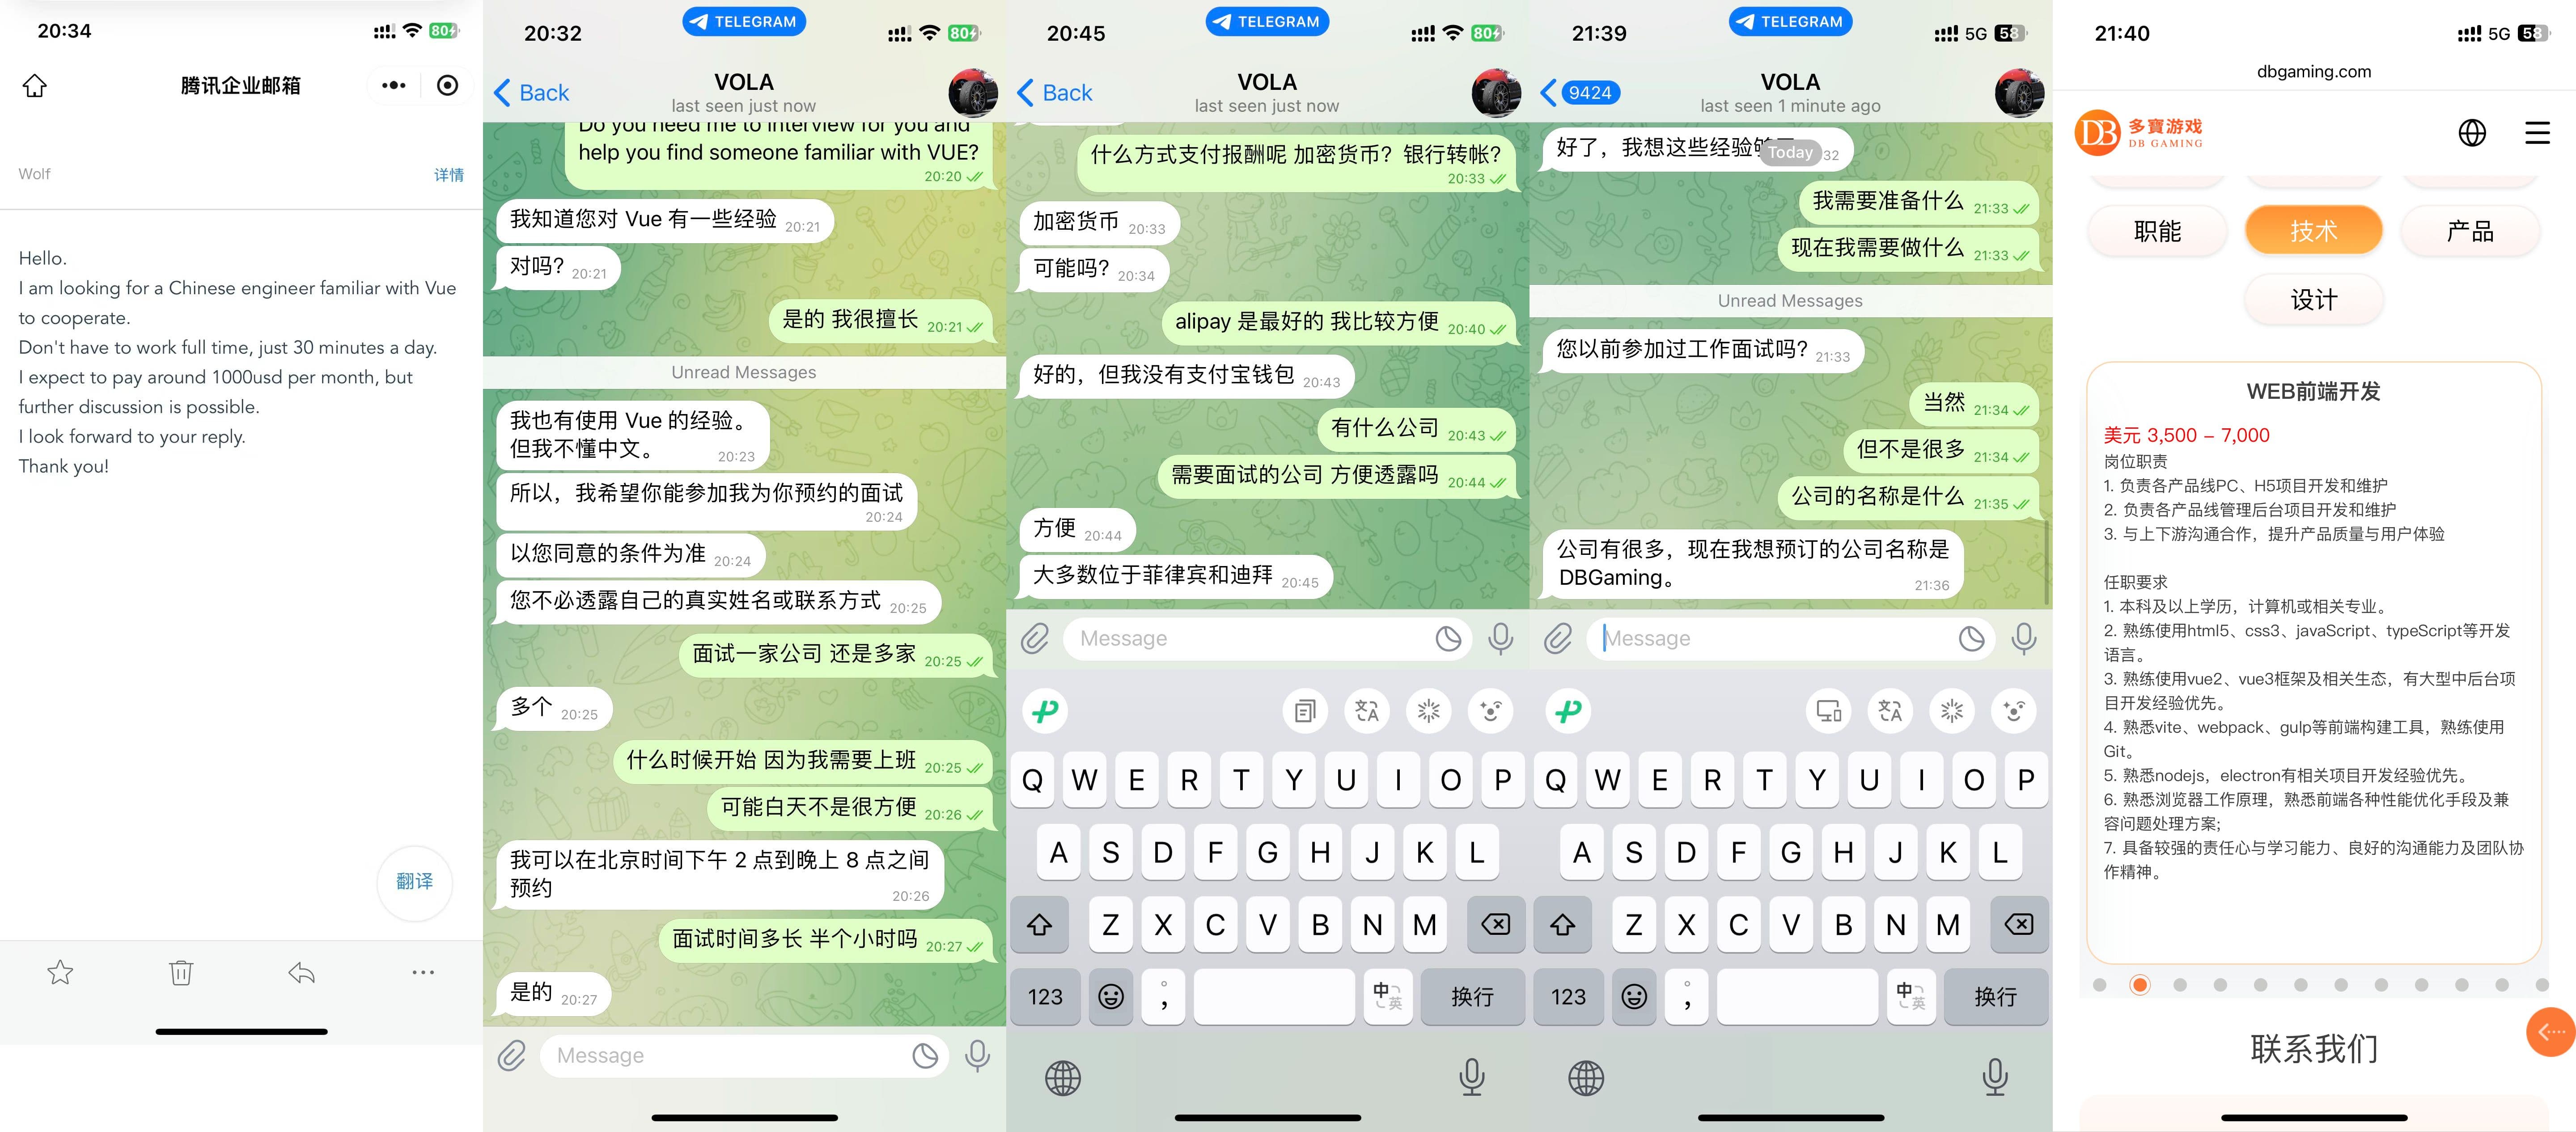 20:34
80
腾讯企业邮箱
Wolf
详情
Hello.
I am looking for a Chinese engineer familiar with Vue
to cooperate.
Don't have to work full time, just 30 minutes a day.
I expect to pay around 1000usd per month, but
further discussion is possible.
I look forward to your reply.
Thank you!
翻译
TELEGRAM
20:32
80
Back
VOLA
last seen just now
Do you need me to interview for you and
help you find someone familiar with VUE?
20:20
我知道您对 Vue 有一些经验 20:21
对吗? 20:21
是的 我很擅长 20:21
Unread Messages
我也有使用 Vue 的经验。
但我不懂中文。 20:23
所以，我希望你能参加我为你预约的面试
20:24
以您同意的条件为准 20:24
您不必透露自己的真实姓名或联系方式 20:25
面试一家公司 还是多家 20:25
多个 20:25
什么时候开始 因为我需要上班 20:25
可能白天不是很方便 20:26
我可以在北京时间下午 2 点到晚上 8 点之间
预约 20:26
面试时间多长 半个小时吗 20:27
是的 20:27
Message
TELEGRAM
20:45
80
Back
VOLA
last seen just now
什么方式支付报酬呢 加密货币？银行转帐？
20:33
加密货币 20:33
可能吗? 20:34
alipay 是最好的 我比较方便 20:40
好的，但我没有支付宝钱包 20:43
有什么公司 20:43
需要面试的公司 方便透露吗 20:44
方便 20:44
大多数位于菲律宾和迪拜 20:45
Message
Q W E R T Y U I O P
A S D F G H J K L
Z X C V B N M
123 中英 换行
TELEGRAM
21:39
5G 58
9424
VOLA
last seen 1 minute ago
好了，我想这些经验 32
Today
我需要准备什么 21:33
现在我需要做什么 21:33
Unread Messages
您以前参加过工作面试吗? 21:33
当然 21:34
但不是很多 21:34
公司的名称是什么 21:35
公司有很多，现在我想预订的公司名称是
DBGaming。 21:36
Message
Q W E R T Y U I O P
A S D F G H J K L
Z X C V B N M
123 中英 换行
21:40
5G 58
dbgaming.com
DB 多寶游戏
DB GAMING
职能 技术 产品
设计
WEB前端开发
美元 3,500 – 7,000
岗位职责
1. 负责各产品线PC、H5项目开发和维护
2. 负责各产品线管理后台项目开发和维护
3. 与上下游沟通合作，提升产品质量与用户体验
任职要求
1. 本科及以上学历，计算机或相关专业。
2. 熟练使用html5、css3、javaScript、typeScript等开发
语言。
3. 熟练使用vue2、vue3框架及相关生态，有大型中后台项
目开发经验优先。
4. 熟悉vite、webpack、gulp等前端构建工具，熟练使用
Git。
5. 熟悉nodejs，electron有相关项目开发经验优先。
6. 熟悉浏览器工作原理，熟悉前端各种性能优化手段及兼
容问题处理方案;
7. 具备较强的责任心与学习能力、良好的沟通能力及团队协
作精神。
联系我们